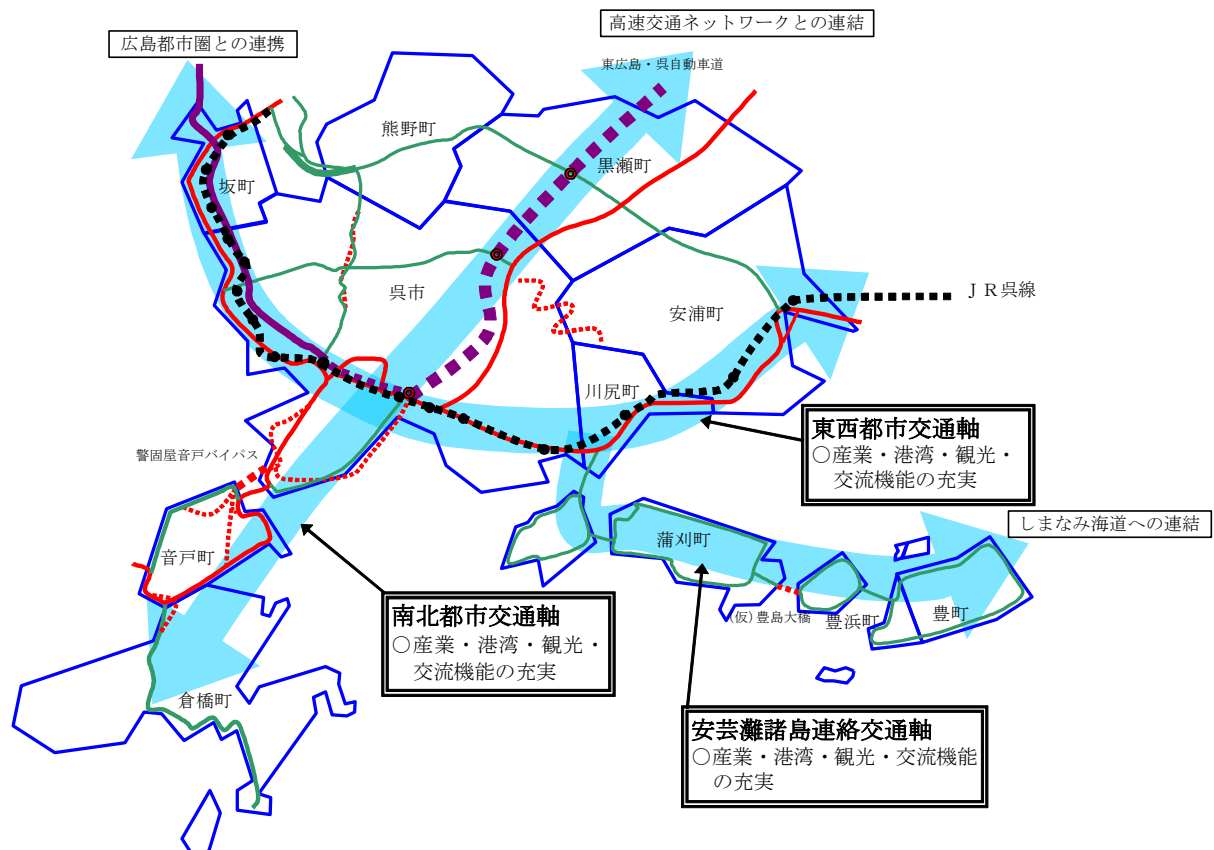 高速交通ネットワークとの連結
広島都市圏との連携
東広島・呉自動車道
熊野町
黒瀬町
坂町
呉市
ＪＲ呉線
安浦町
川尻町
東西都市交通軸
○産業・港湾・観光・
交流機能の充実
警固屋音戸バイパス
しまなみ海道への連結
蒲刈町
音戸町
(仮)豊島大橋
豊浜町
豊町
南北都市交通軸
○産業・港湾・観光・
交流機能の充実
倉橋町
安芸灘諸島連絡交通軸
○産業・港湾・観光・交流機能
の充実